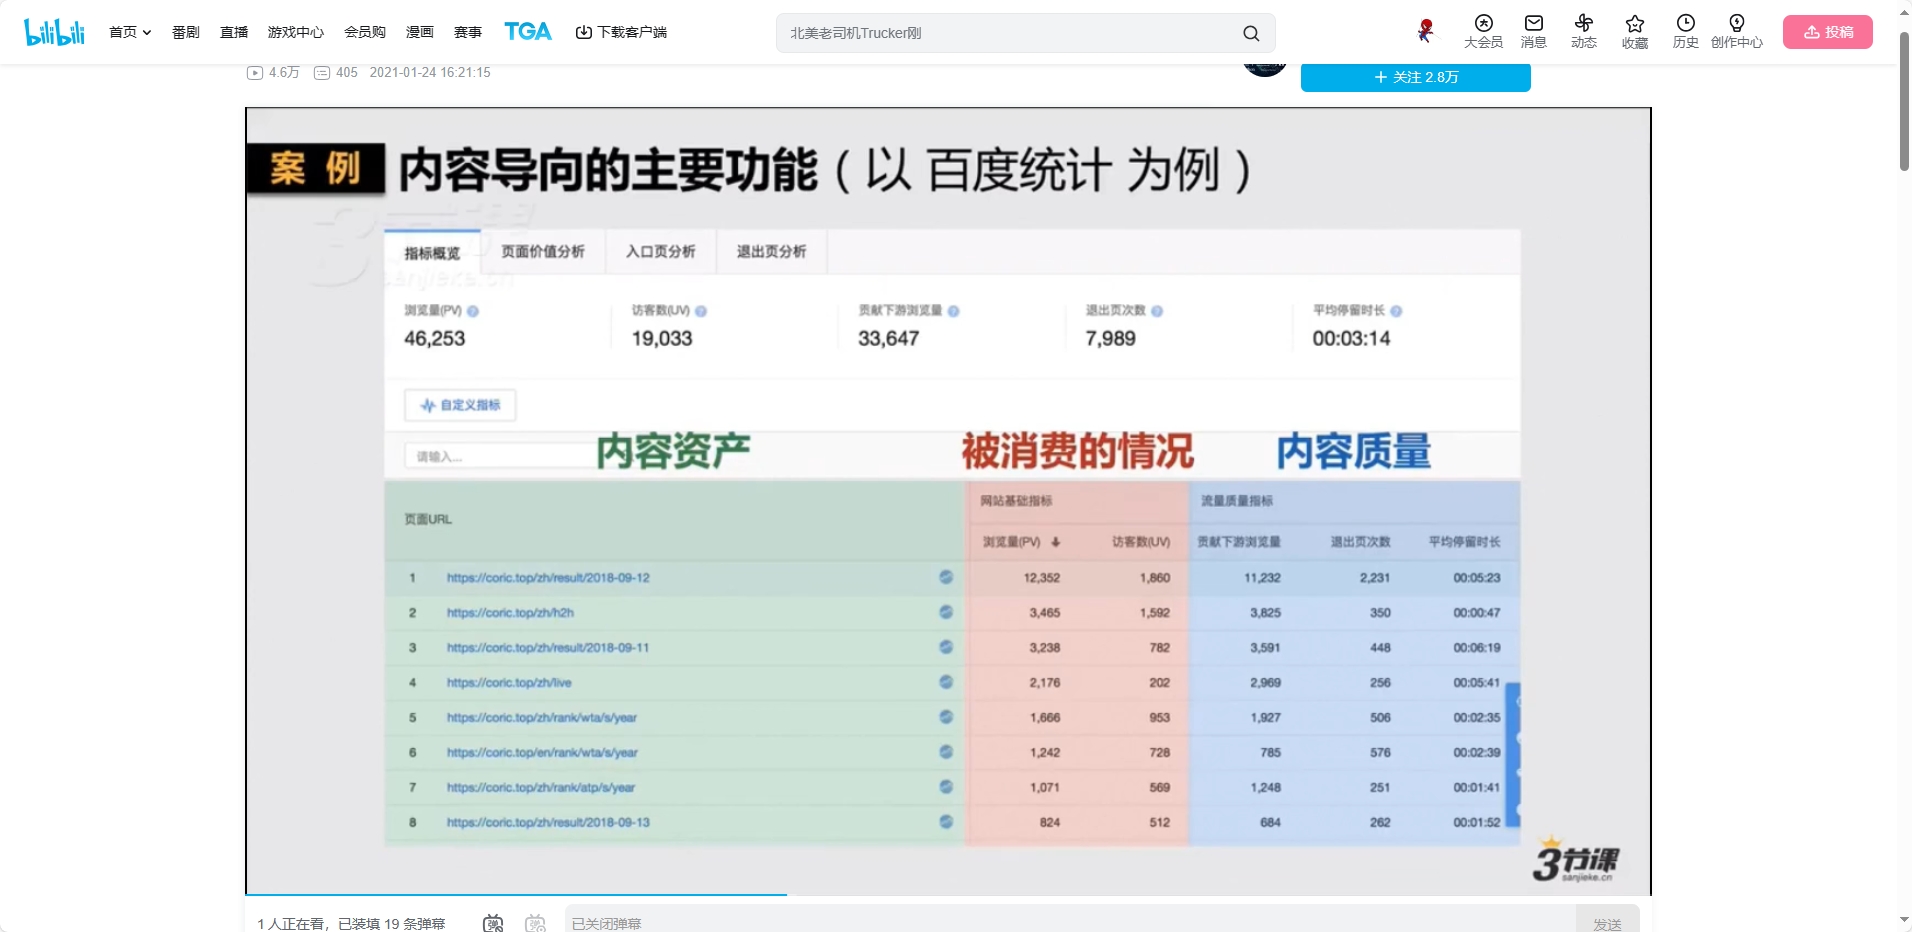 bilibili 首页 番剧 直播 游戏中心 会员购 漫画 赛事 TGA 下载客户端 北美老司机Trucker刚 大会员 消息 动态 收藏 历史 创作中心 投稿
4.6万 405 2021-01-24 16:21:15 + 关注 2.8万
案例 内容导向的主要功能（以 百度统计 为例）
3节课
sanjieke.cn
指标概览 页面价值分析 入口页分析 退出页分析
浏览量(PV) ? 访客数(UV) ? 贡献下游浏览量 ? 退出页次数 ? 平均停留时长 ?
46,253 19,033 33,647 7,989 00:03:14
自定义指标
请输入... 内容资产 被消费的情况 内容质量
网站基础指标 流量质量指标
页面URL
浏览量(PV) 访客数(UV) 贡献下游浏览量 退出页次数 平均停留时长
1 https://coric.top/zh/result/2018-09-12 12,352 1,860 11,232 2,231 00:05:23
2 https://coric.top/zh/h2h 3,465 1,592 3,825 350 00:00:47
3 https://coric.top/zh/result/2018-09-11 3,238 782 3,591 448 00:06:19
4 https://coric.top/zh/live 2,176 202 2,969 256 00:05:41
5 https://coric.top/zh/rank/wta/s/year 1,666 953 1,927 506 00:02:35
6 https://coric.top/en/rank/wta/s/year 1,242 728 785 576 00:02:39
7 https://coric.top/zh/rank/atp/s/year 1,071 569 1,248 251 00:01:41
8 https://coric.top/zh/result/2018-09-13 824 512 684 262 00:01:52
3节课
sanjieke.cn
1 人正在看，已装填 19 条弹幕 弹 弹 已关闭弹幕 发送